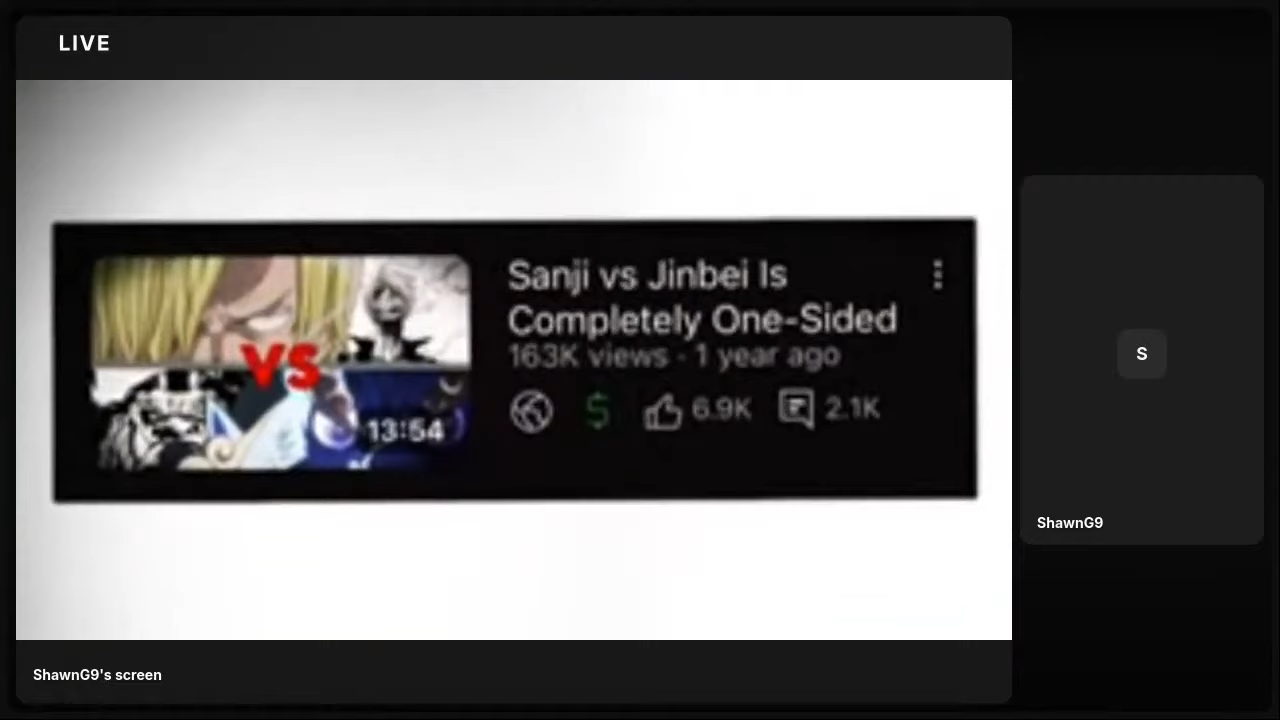 LIVE
VS
13:54
Sanji vs Jinbei Is
Completely One-Sided
163K views · 1 year ago
$ 6.9K 2.1K
S
ShawnG9
ShawnG9's screen